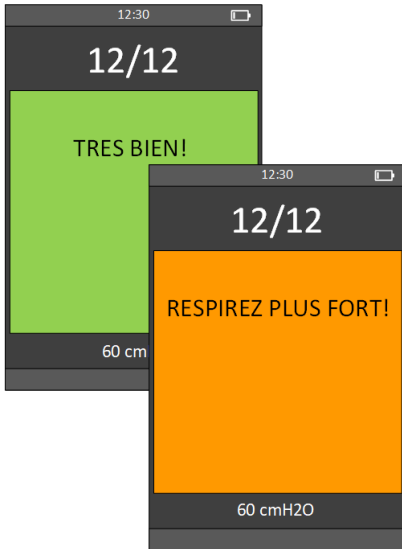 12:30
12/12
TRES BIEN!
60 cm
12:30
12/12
RESPIREZ PLUS FORT!
60 cmH2O